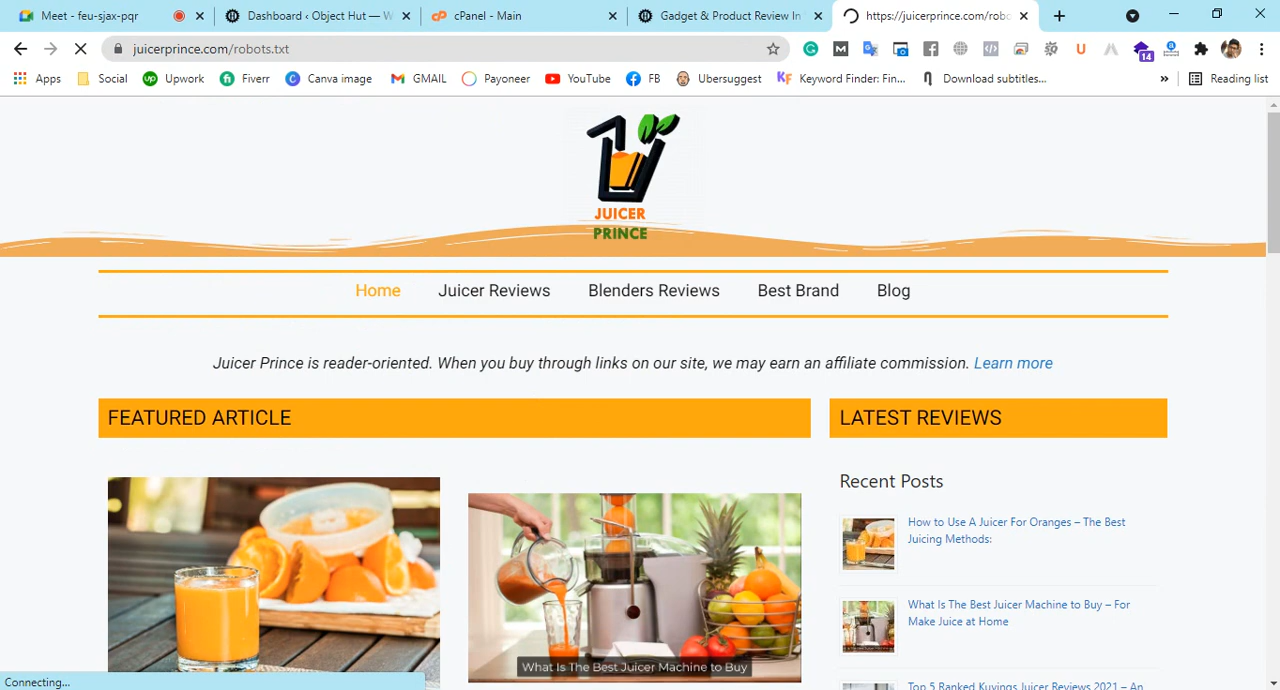 Meet - feu-sjax-pqr
Dashboard ‹ Object Hut — W
cPanel - Main
Gadget & Product Review In
https://juicerprince.com/robo
juicerprince.com/robots.txt
14
Apps
Social
Upwork
Fiverr
Canva image
GMAIL
Payoneer
YouTube
FB
Ubersuggest
Keyword Finder: Fin...
Download subtitles...
»
Reading list
JUICER
PRINCE
Home
Juicer Reviews
Blenders Reviews
Best Brand
Blog
Juicer Prince is reader-oriented. When you buy through links on our site, we may earn an affiliate commission. Learn more
FEATURED ARTICLE
LATEST REVIEWS
Recent Posts
How to Use A Juicer For Oranges – The Best
Juicing Methods:
What Is The Best Juicer Machine to Buy – For
Make Juice at Home
What Is The Best Juicer Machine to Buy
Top 5 Ranked Kuvings Juicer Reviews 2021 – An
Connecting...